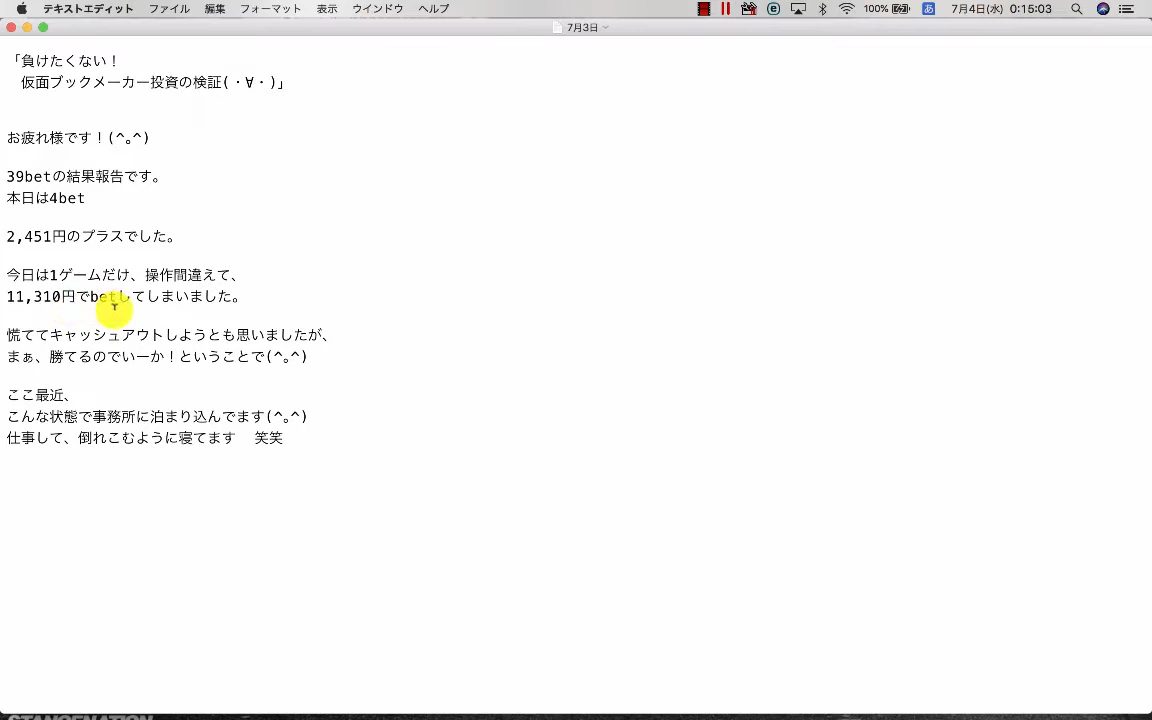 テキストエディット ファイル 編集 フォーマット 表示 ウインドウ ヘルプ 100% あ 7月4日(水) 0:15:03
7月3日
「負けたくない！
仮面ブックメーカー投資の検証(・∀・)」
お疲れ様です！(^｡^)
39betの結果報告です。
本日は4bet
2,451円のプラスでした。
今日は1ゲームだけ、操作間違えて、
11,310円でbetしてしまいました。
慌ててキャッシュアウトしようとも思いましたが、
まぁ、勝てるのでいーか！ということで(^｡^)
ここ最近、
こんな状態で事務所に泊まり込んでます(^｡^)
仕事して、倒れこむように寝てます　笑笑